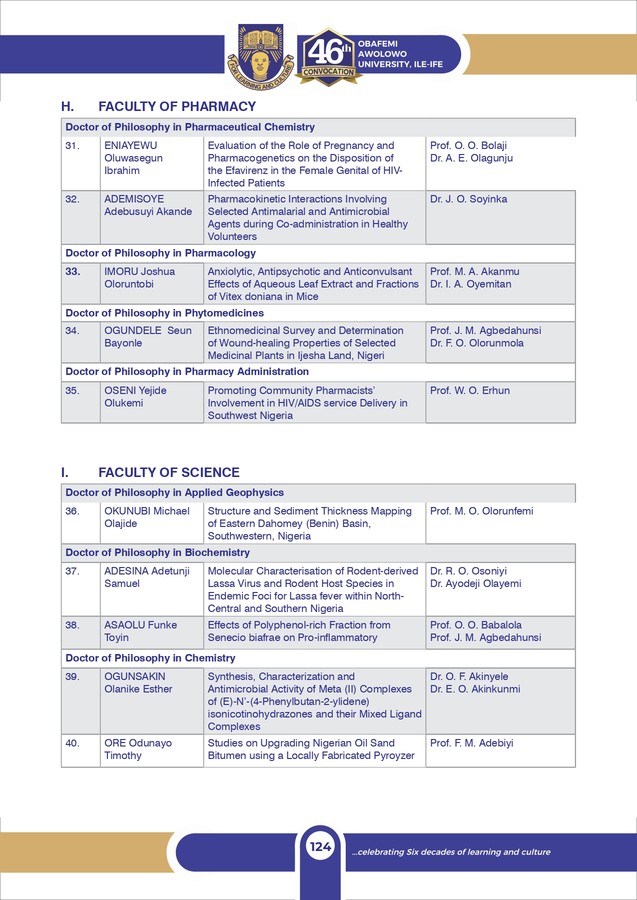 FOR LEARNING AND CULTURE
46th
CONVOCATION
OBAFEMI
AWOLOWO
UNIVERSITY, ILE-IFE
H. FACULTY OF PHARMACY
Doctor of Philosophy in Pharmaceutical Chemistry
31. ENIAYEWU Evaluation of the Role of Pregnancy and Prof. O. O. Bolaji
Oluwasegun Pharmacogenetics on the Disposition of Dr. A. E. Olagunju
Ibrahim the Efavirenz in the Female Genital of HIV-
Infected Patients
32. ADEMISOYE Pharmacokinetic Interactions Involving Dr. J. O. Soyinka
Adebusuyi Akande Selected Antimalarial and Antimicrobial
Agents during Co-administration in Healthy
Volunteers
Doctor of Philosophy in Pharmacology
33. IMORU Joshua Anxiolytic, Antipsychotic and Anticonvulsant Prof. M. A. Akanmu
Oloruntobi Effects of Aqueous Leaf Extract and Fractions Dr. I. A. Oyemitan
of Vitex doniana in Mice
Doctor of Philosophy in Phytomedicines
34. OGUNDELE Seun Ethnomedicinal Survey and Determination Prof. J. M. Agbedahunsi
Bayonle of Wound-healing Properties of Selected Dr. F. O. Olorunmola
Medicinal Plants in Ijesha Land, Nigeri
Doctor of Philosophy in Pharmacy Administration
35. OSENI Yejide Promoting Community Pharmacists' Prof. W. O. Erhun
Olukemi Involvement in HIV/AIDS service Delivery in
Southwest Nigeria
I. FACULTY OF SCIENCE
Doctor of Philosophy in Applied Geophysics
36. OKUNUBI Michael Structure and Sediment Thickness Mapping Prof. M. O. Olorunfemi
Olajide of Eastern Dahomey (Benin) Basin,
Southwestern, Nigeria
Doctor of Philosophy in Biochemistry
37. ADESINA Adetunji Molecular Characterisation of Rodent-derived Dr. R. O. Osoniyi
Samuel Lassa Virus and Rodent Host Species in Dr. Ayodeji Olayemi
Endemic Foci for Lassa fever within North-
Central and Southern Nigeria
38. ASAOLU Funke Effects of Polyphenol-rich Fraction from Prof. O. O. Babalola
Toyin Senecio biafrae on Pro-inflammatory Prof. J. M. Agbedahunsi
Doctor of Philosophy in Chemistry
39. OGUNSAKIN Synthesis, Characterization and Dr. O. F. Akinyele
Olanike Esther Antimicrobial Activity of Meta (II) Complexes Dr. E. O. Akinkunmi
of (E)-N'-(4-Phenylbutan-2-ylidene)
isonicotinohydrazones and their Mixed Ligand
Complexes
40. ORE Odunayo Studies on Upgrading Nigerian Oil Sand Prof. F. M. Adebiyi
Timothy Bitumen using a Locally Fabricated Pyroyzer
124
...celebrating Six decades of learning and culture